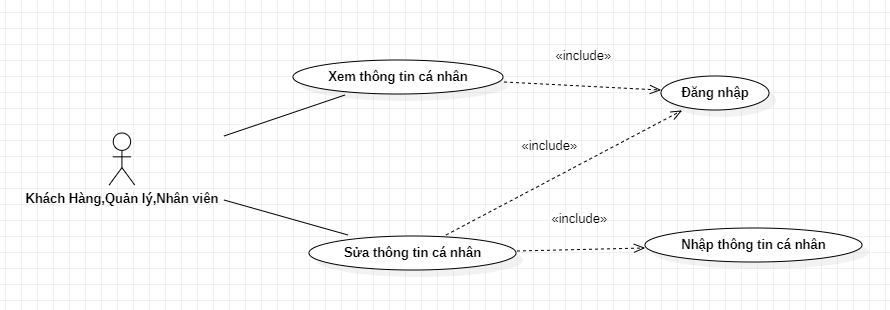 «include»
Xem thông tin cá nhân
Đăng nhập
«include»
Khách Hàng,Quản lý,Nhân viên
«include»
Sửa thông tin cá nhân
Nhập thông tin cá nhân